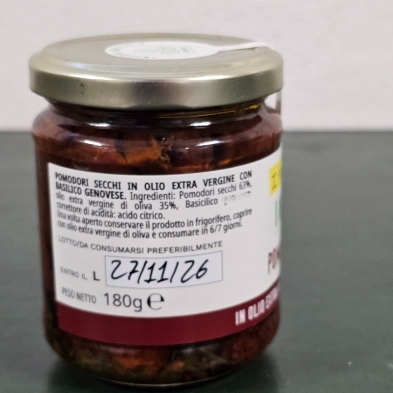 POMODORI SECCHI IN OLIO EXTRA VERGINE CON
BASILICO GENOVESE. Ingredienti: Pomodori secchi 63%,
olio extra vergine di oliva 35%, Basilico
correttore di acidità: acido citrico.
Una volta aperto conservare il prodotto in frigorifero, coprire
con olio extra vergine di oliva e consumare in 6/7 giorni.
LOTTO/DA CONSUMARSI PREFERIBILMENTE
ENTRO IL L 27/11/26
PESO NETTO 180g e
IN OLIO